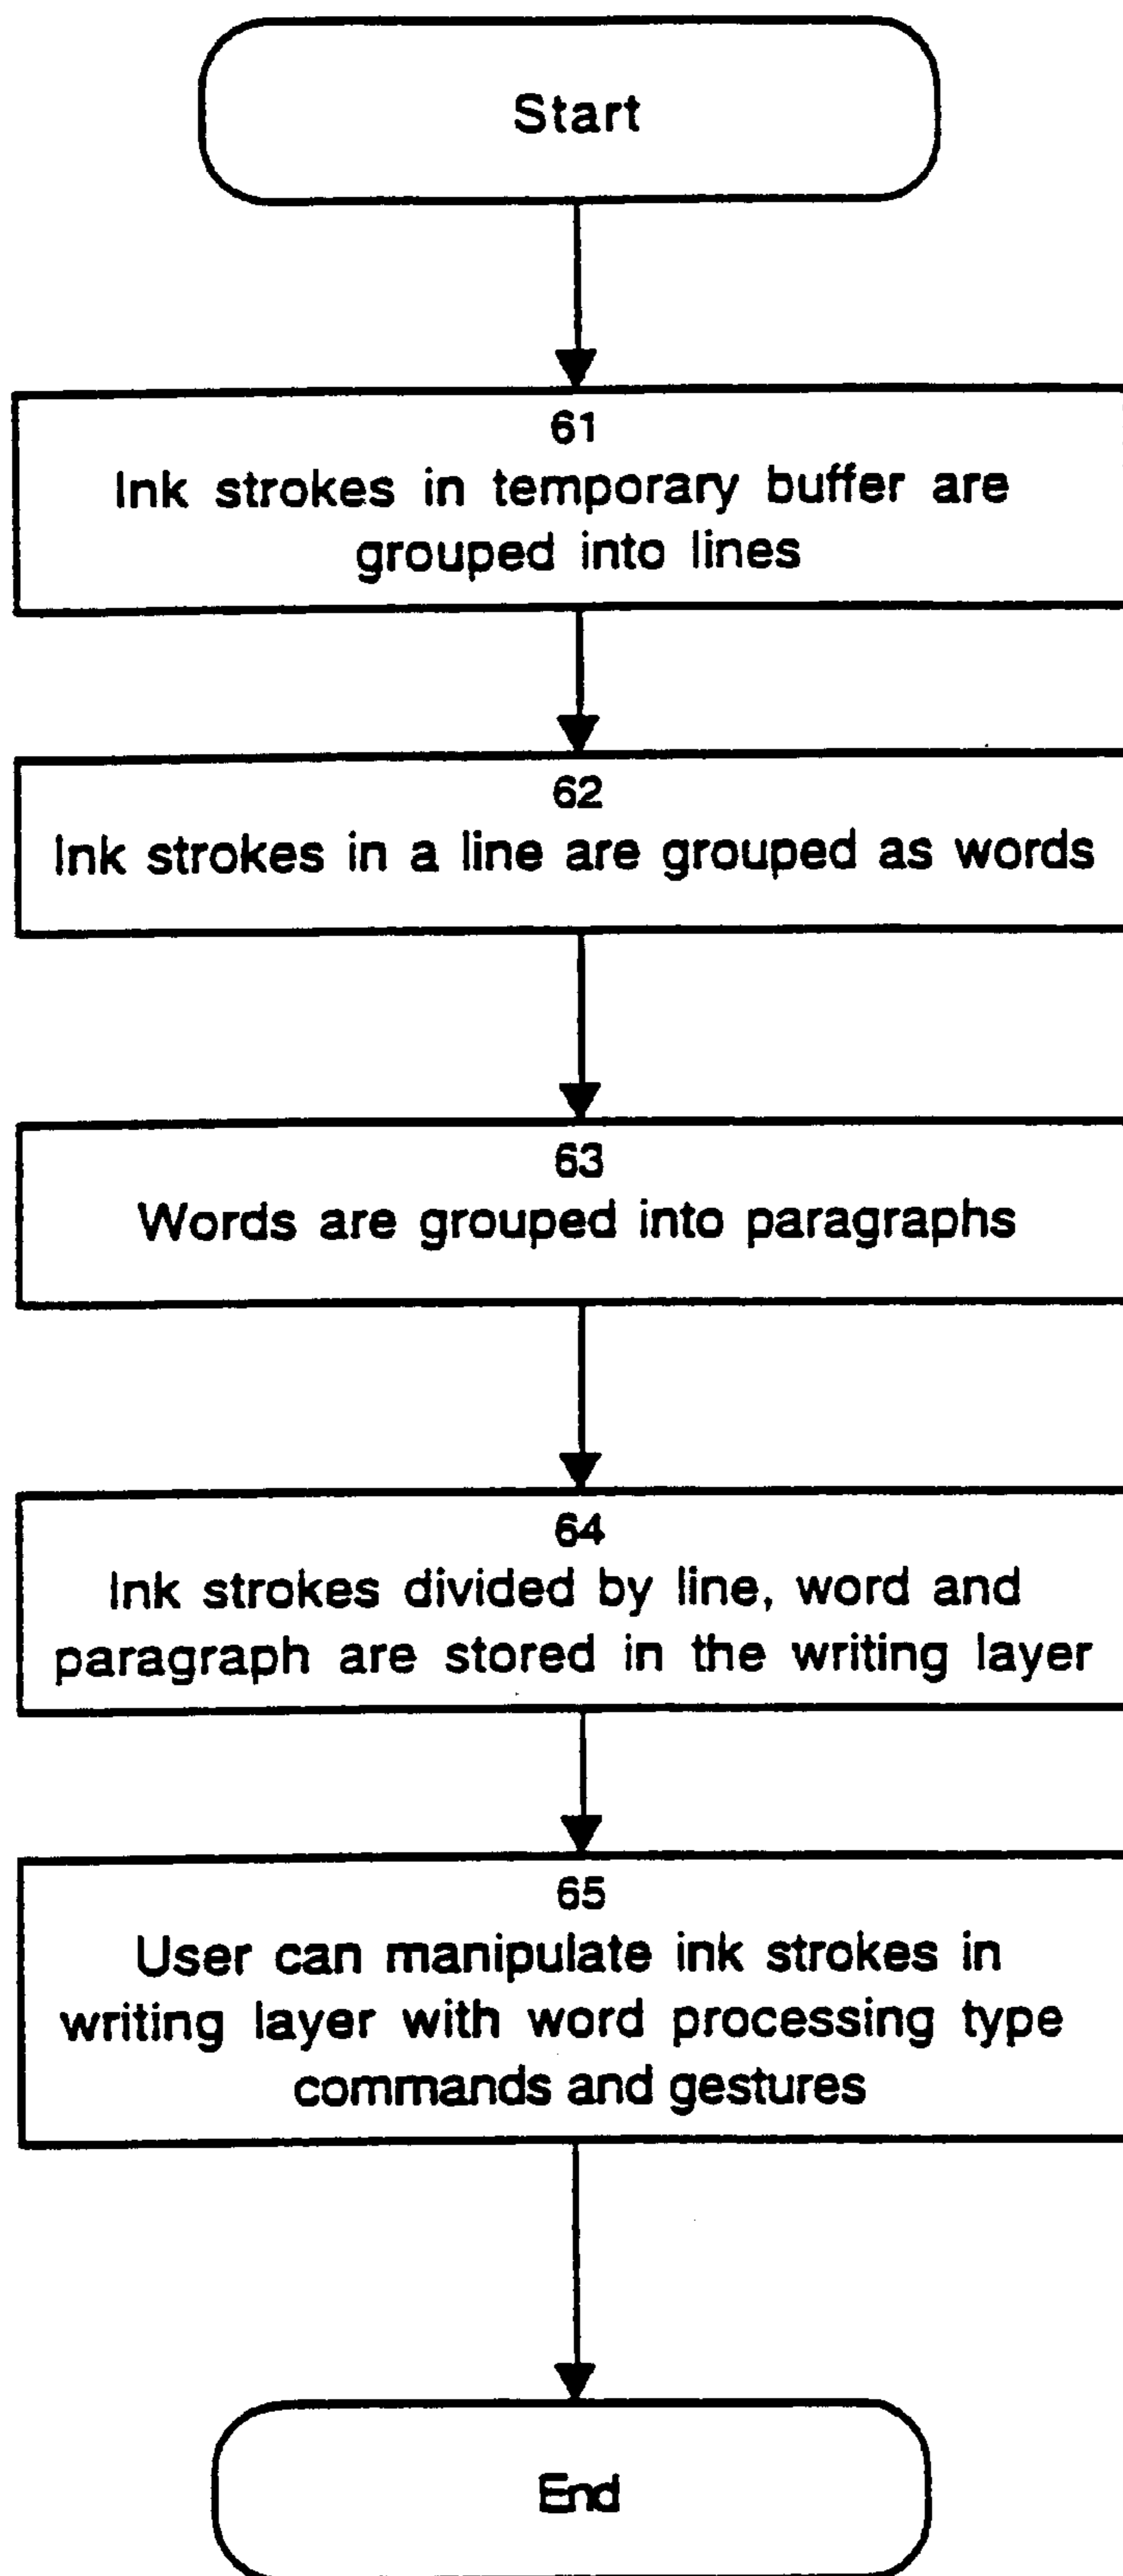 Start
61
Ink strokes in temporary buffer are
grouped into lines
62
Ink strokes in a line are grouped as words
63
Words are grouped into paragraphs
64
Ink strokes divided by line, word and
paragraph are stored in the writing layer
65
User can manipulate ink strokes in
writing layer with word processing type
commands and gestures
End